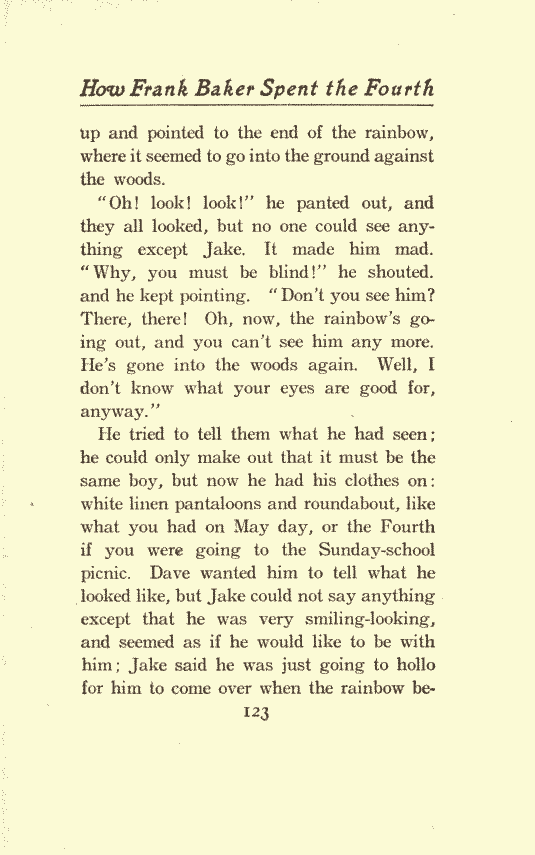 How Frank Baker Spent the Fourth
up and pointed to the end of the rainbow,
where it seemed to go into the ground against
the woods.
"Oh! look! look!" he panted out, and
they all looked, but no one could see any-
thing except Jake. It made him mad.
"Why, you must be blind!" he shouted.
and he kept pointing. "Don't you see him?
There, there! Oh, now, the rainbow's go-
ing out, and you can't see him any more.
He's gone into the woods again. Well, I
don't know what your eyes are good for,
anyway."
He tried to tell them what he had seen;
he could only make out that it must be the
same boy, but now he had his clothes on:
white linen pantaloons and roundabout, like
what you had on May day, or the Fourth
if you were going to the Sunday-school
picnic. Dave wanted him to tell what he
looked like, but Jake could not say anything
except that he was very smiling-looking,
and seemed as if he would like to be with
him; Jake said he was just going to hollo
for him to come over when the rainbow be-
123